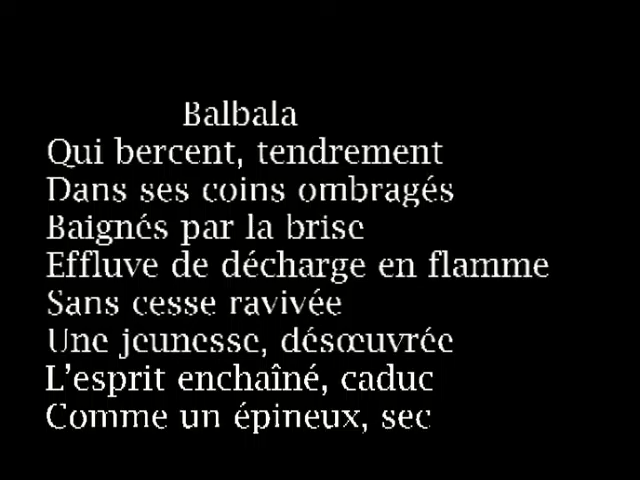 Balbala
Qui bercent, tendrement
Dans ses coins ombragés
Baignés par la brise
Effluve de décharge en flamme
Sans cesse ravivée
Une jeunesse, désœuvrée
L’esprit enchaîné, caduc
Comme un épineux, sec